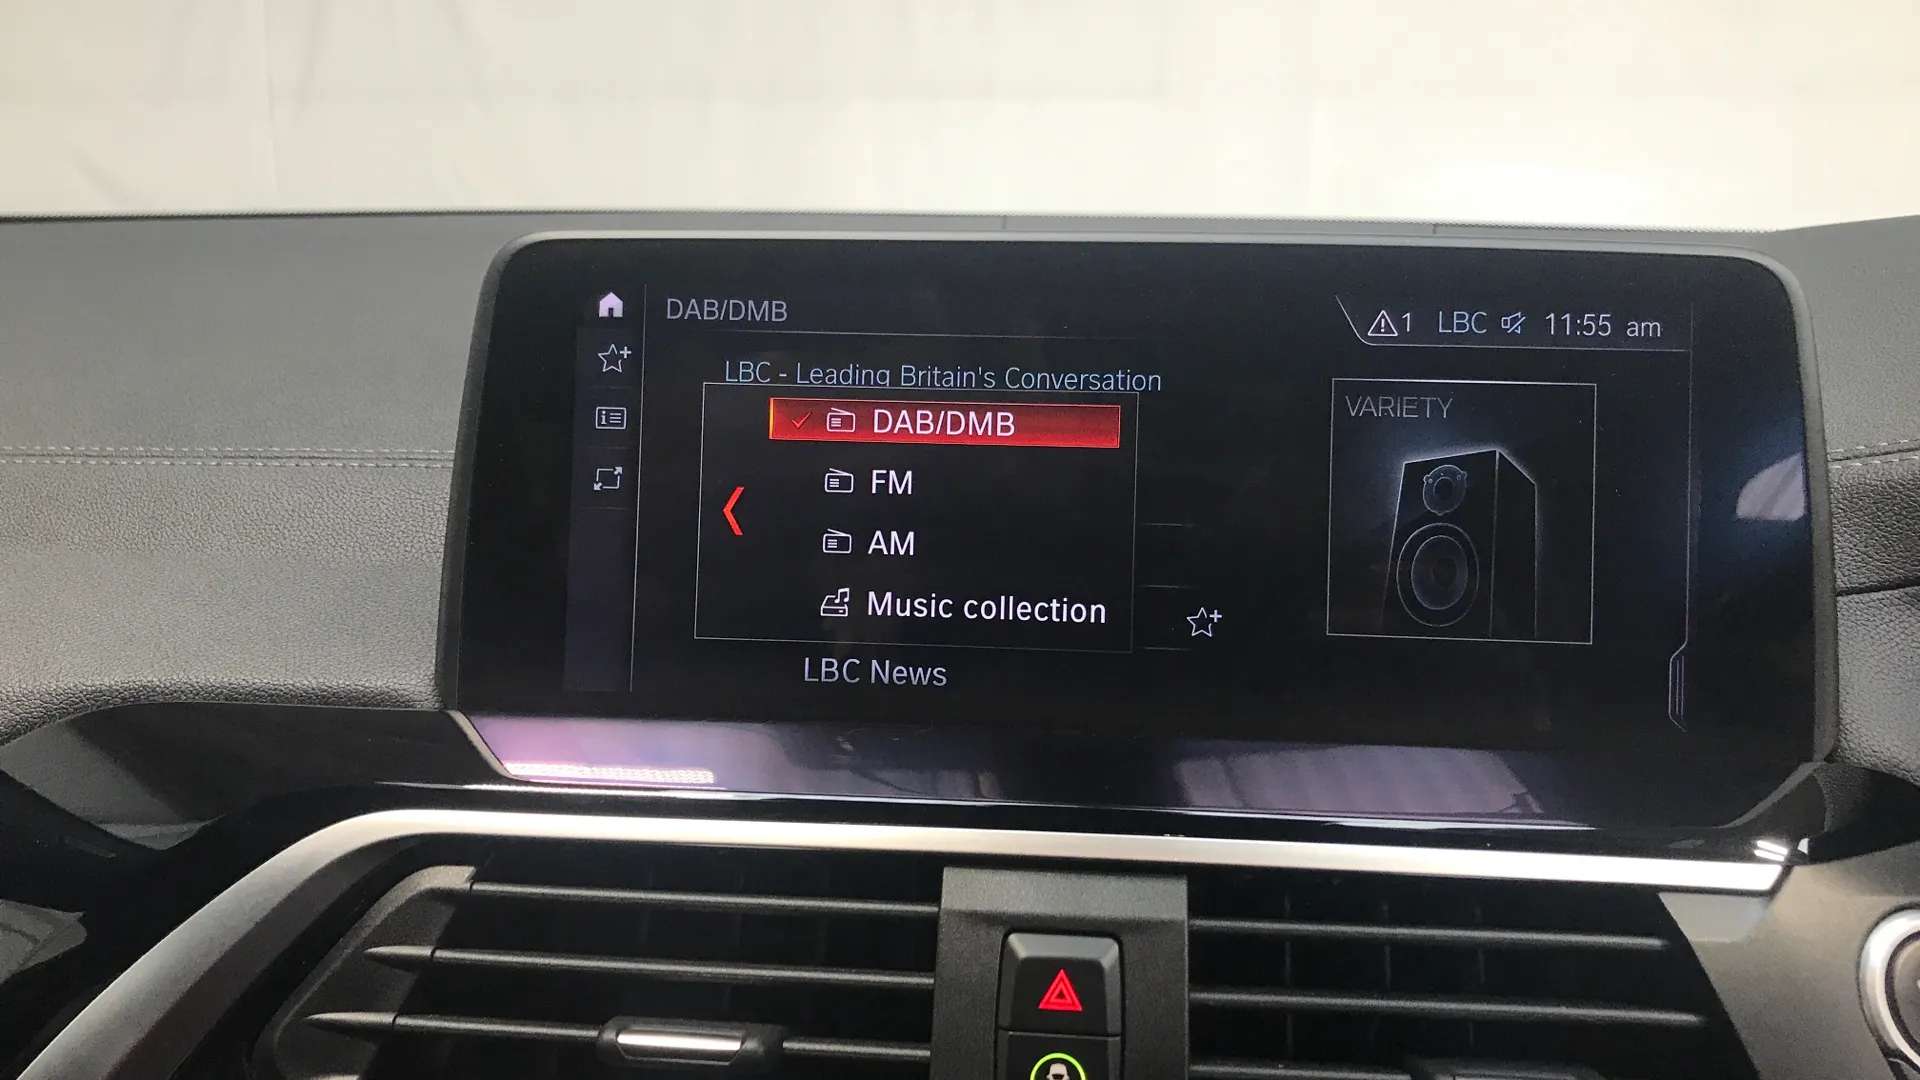 DAB/DMB
1 LBC 11:55 am
LBC - Leading Britain's Conversation
VARIETY
DAB/DMB
FM
AM
Music collection
LBC News